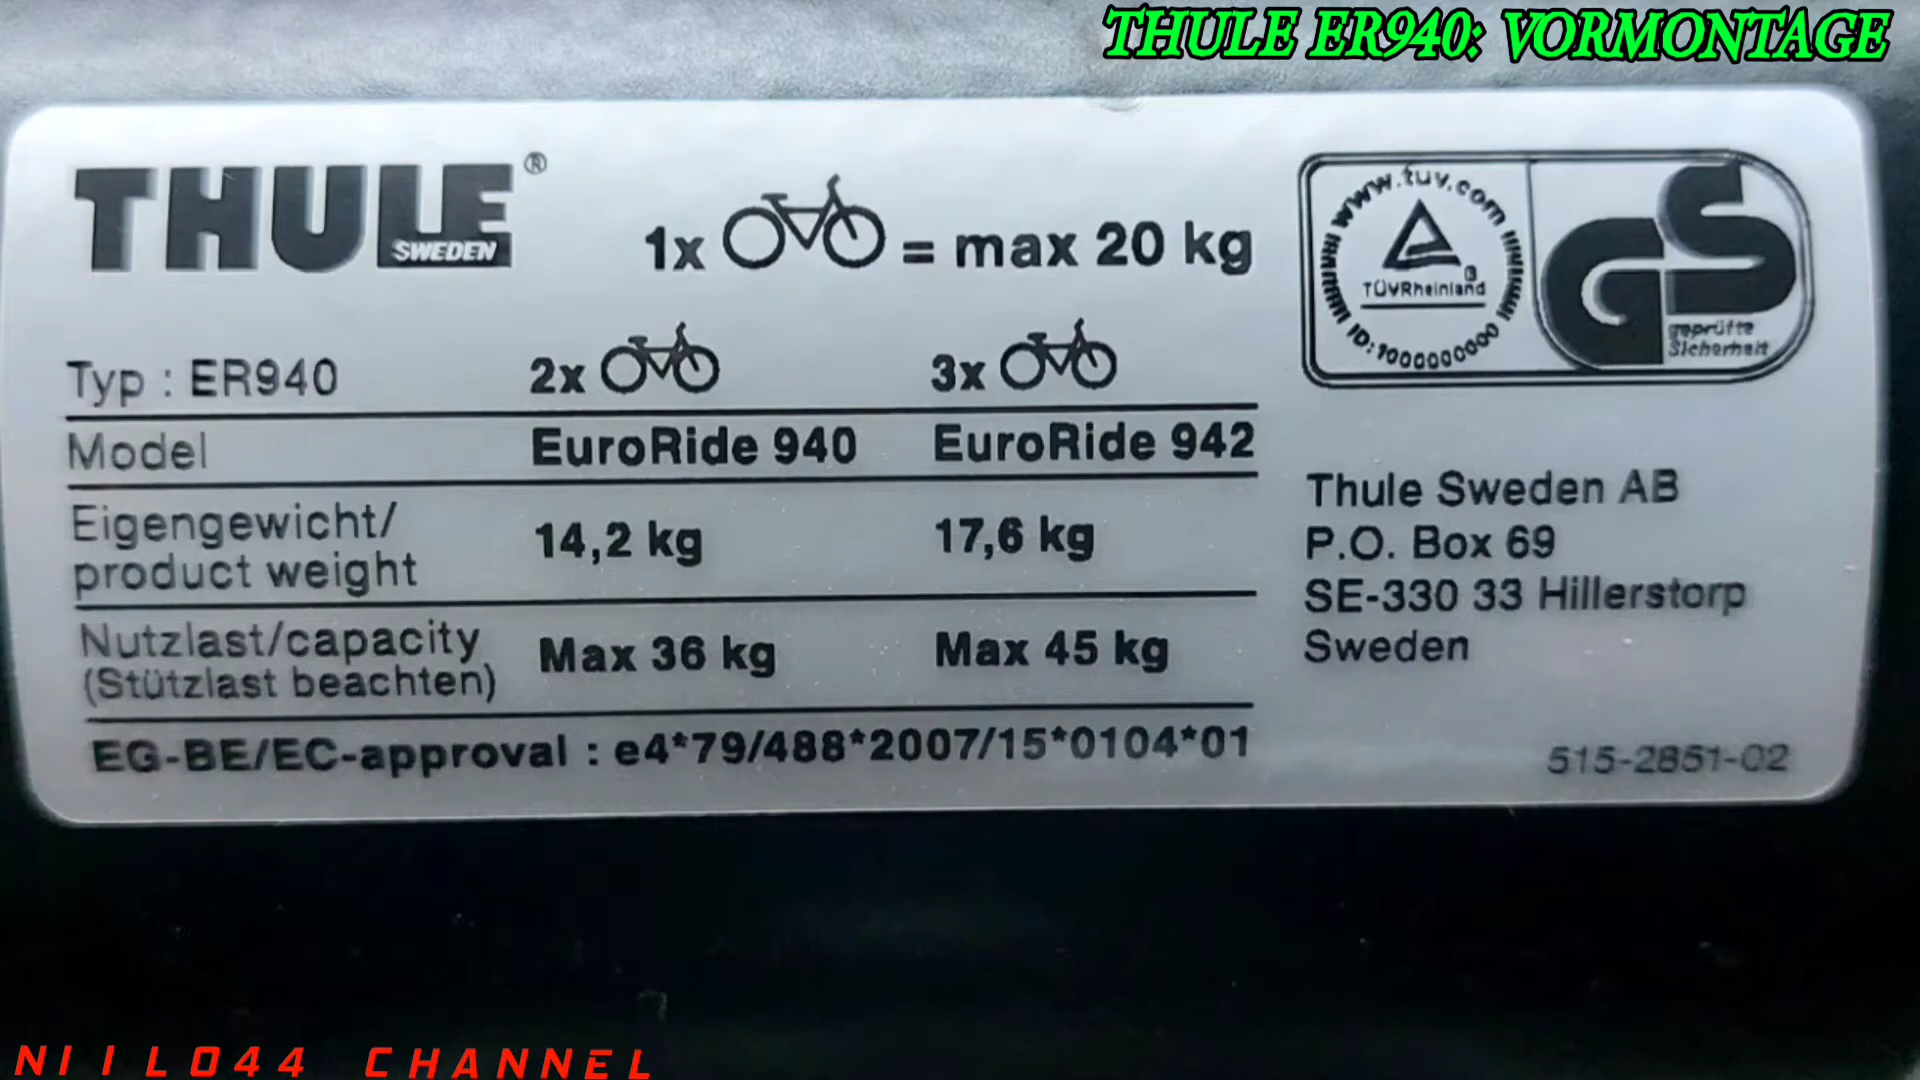 THULE ER940: VORMONTAGE
THULE®
SWEDEN
1x = max 20 kg
www.tuv.com
TÜVRheinland
ID:1000000000
GS
geprüfte
Sicherheit
Typ : ER940 2x 3x
Model EuroRide 940 EuroRide 942
Eigengewicht/
product weight 14,2 kg 17,6 kg
Nutzlast/capacity
(Stützlast beachten) Max 36 kg Max 45 kg
EG-BE/EC-approval : e4*79/488*2007/15*0104*01
Thule Sweden AB
P.O. Box 69
SE-330 33 Hillerstorp
Sweden
515-2851-02
NIILO44 CHANNEL